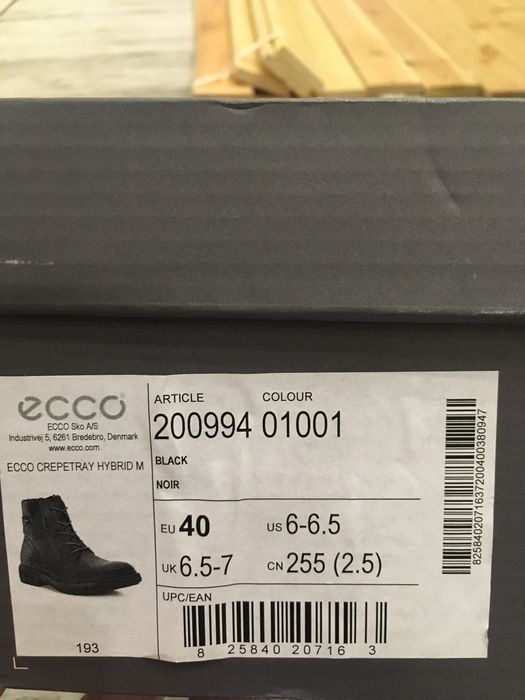 ecco
ECCO Sko A/S
Industrivej 5, 6261 Bredebro, Denmark
www.ecco.com
ECCO CREPETRAY HYBRID M
193
ARTICLE COLOUR
200994 01001
BLACK
NOIR
EU 40 US 6-6.5
UK 6.5-7 CN 255 (2.5)
UPC/EAN
8 25840 20716 3
82584020716372004003809​47